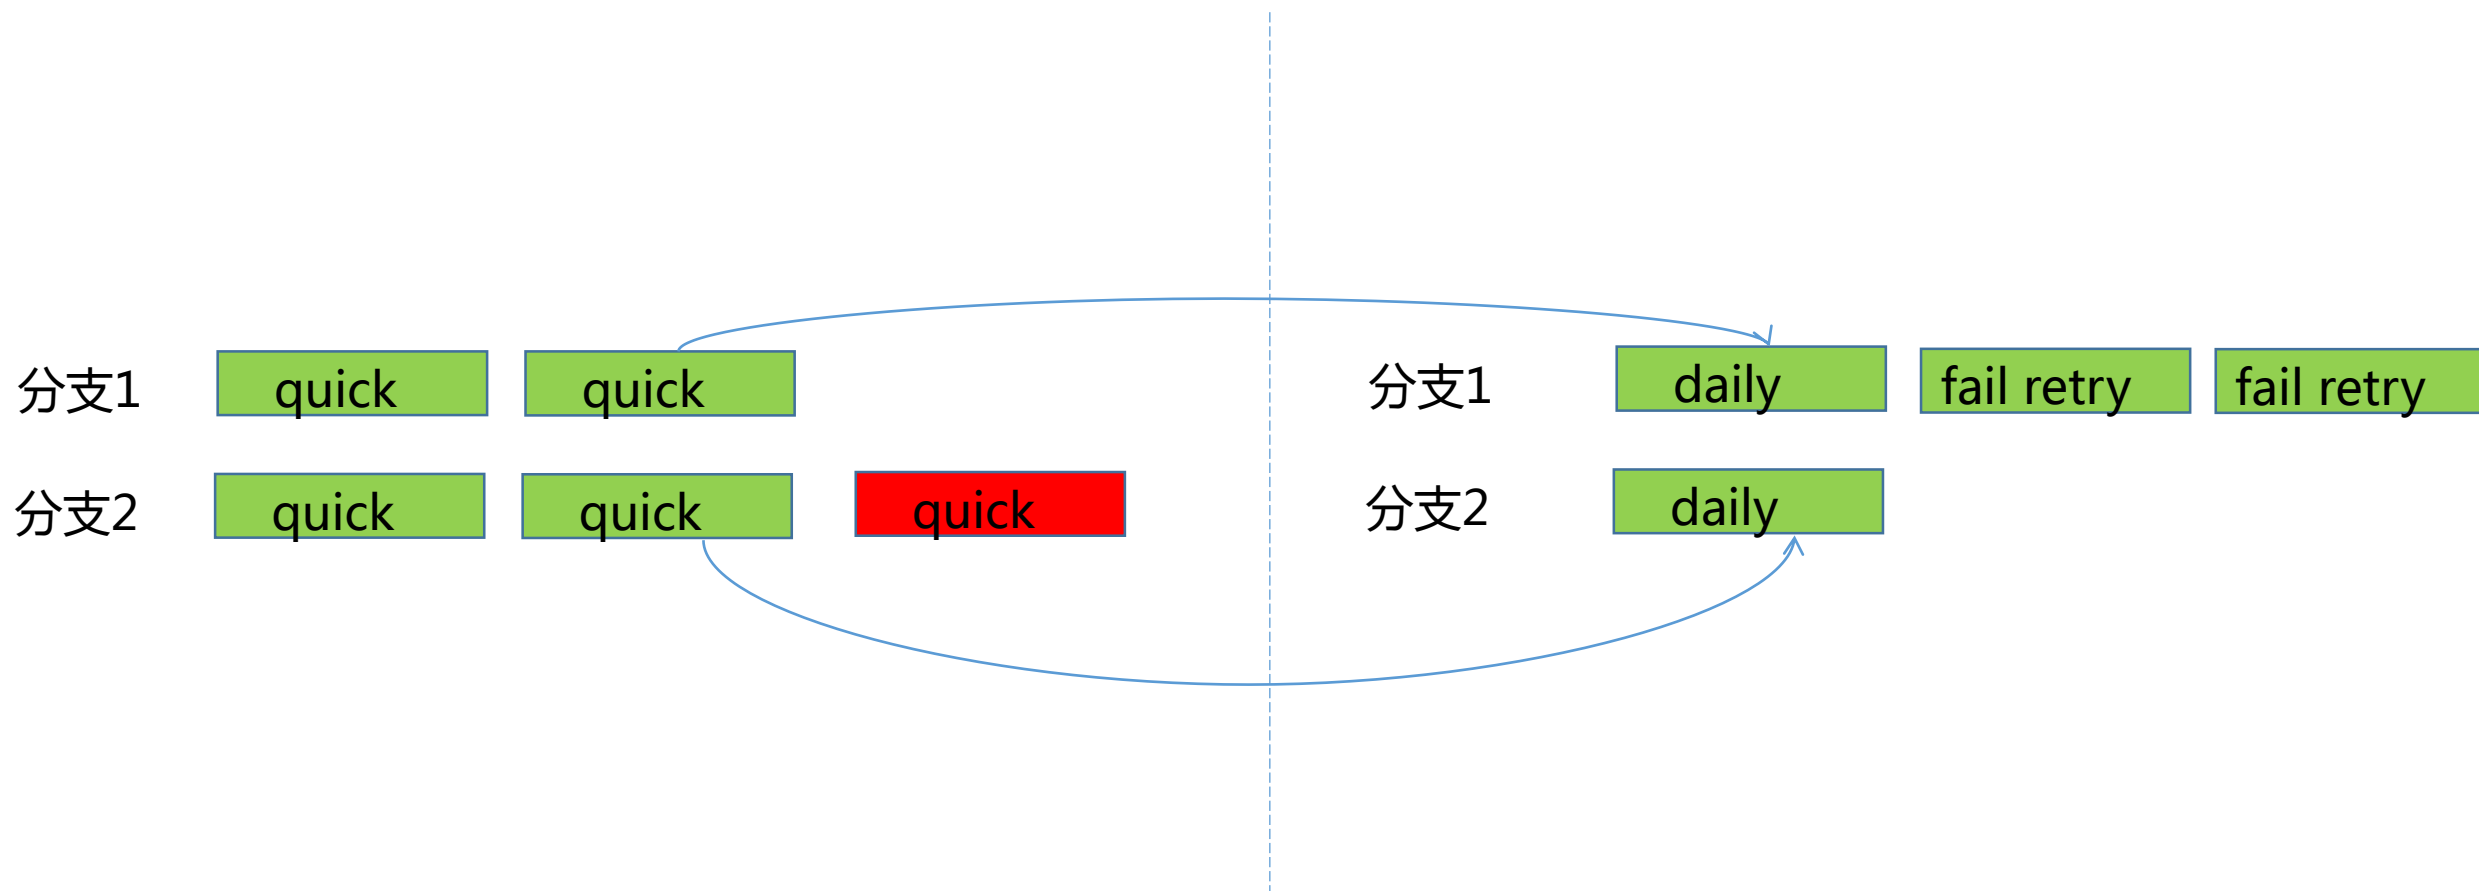 分支1 quick quick
分支2 quick quick quick
分支1 daily fail retry fail retry
分支2 daily